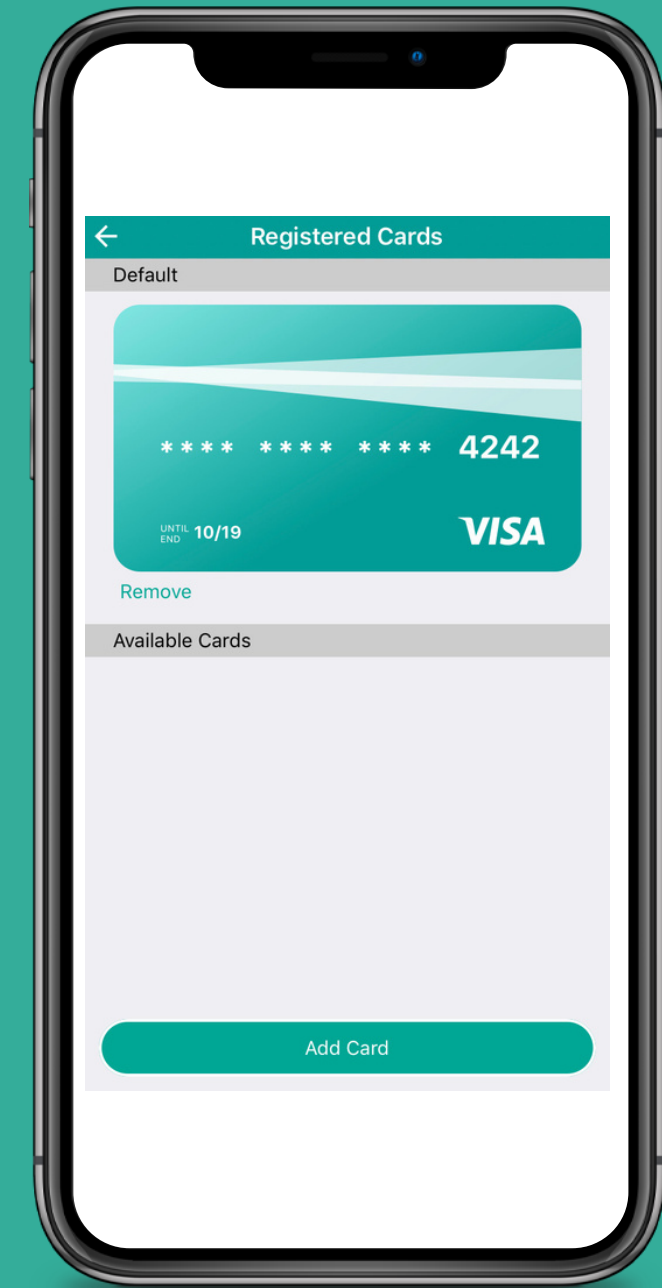 Registered Cards
Default
**** **** **** 4242
UNTIL END 10/19
VISA
Remove
Available Cards
Add Card